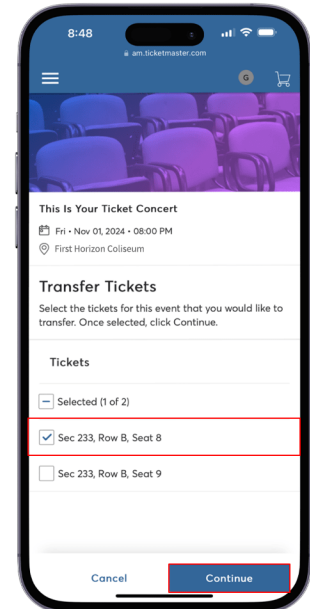 8:48
am.ticketmaster.com
G
This Is Your Ticket Concert
Fri • Nov 01, 2024 • 08:00 PM
First Horizon Coliseum
Transfer Tickets
Select the tickets for this event that you would like to
transfer. Once selected, click Continue.
Tickets
Selected (1 of 2)
Sec 233, Row B, Seat 8
Sec 233, Row B, Seat 9
Cancel Continue